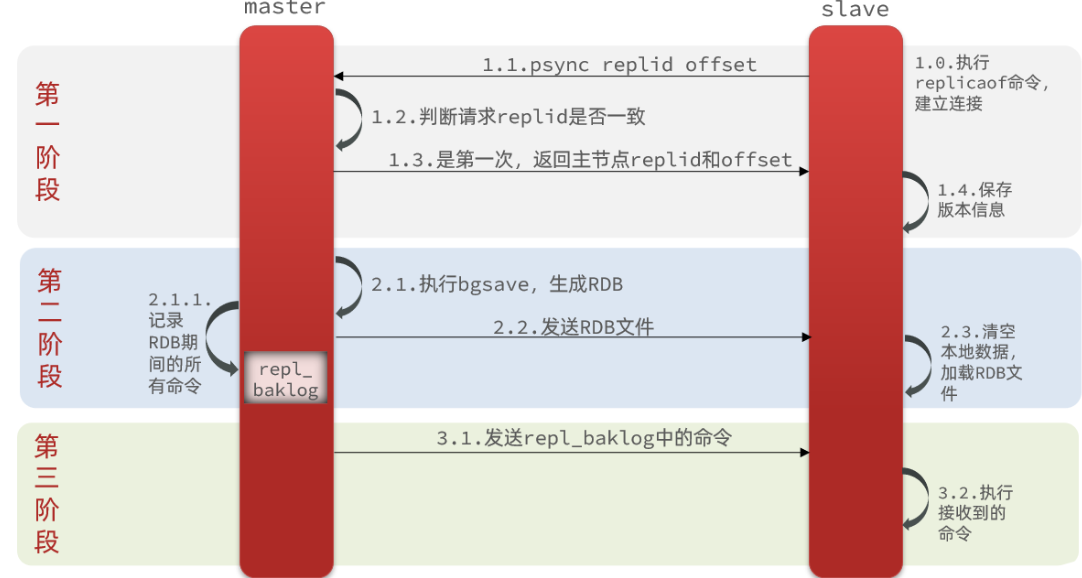 master
slave
第
一
阶
段
1.0.执行
replicaof命令，
建立连接
1.1.psync replid offset
1.2.判断请求replid是否一致
1.3.是第一次，返回主节点replid和offset
1.4.保存
版本信息
第
二
阶
段
2.1.执行bgsave，生成RDB
2.1.1.
记录
RDB期
间的所
有命令
repl_
baklog
2.2.发送RDB文件
2.3.清空
本地数据，
加载RDB文
件
第
三
阶
段
3.1.发送repl_baklog中的命令
3.2.执行
接收到的
命令